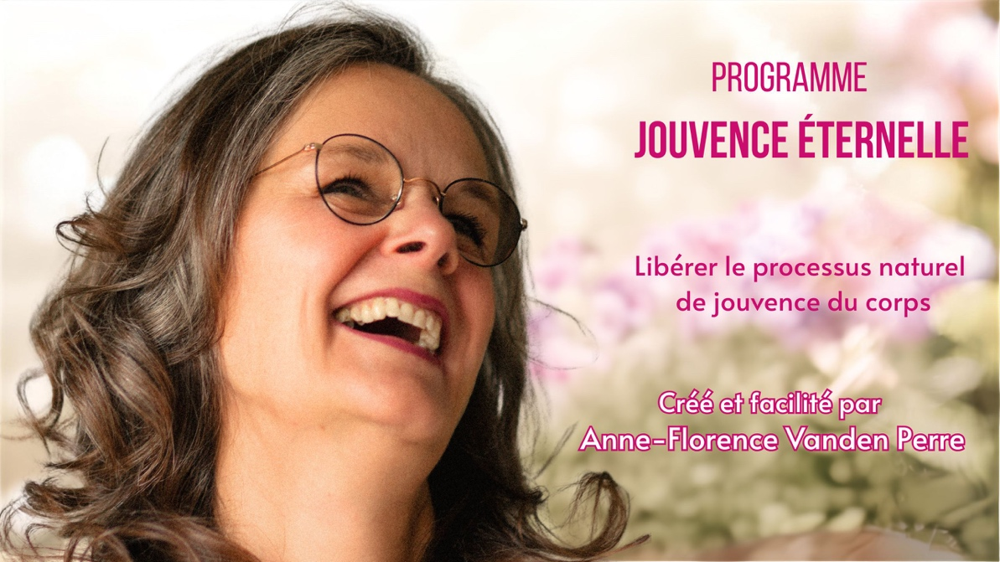 PROGRAMME
JOUVENCE ÉTERNELLE
Libérer le processus naturel
de jouvence du corps
Créé et facilité par
Anne-Florence Vanden Perre